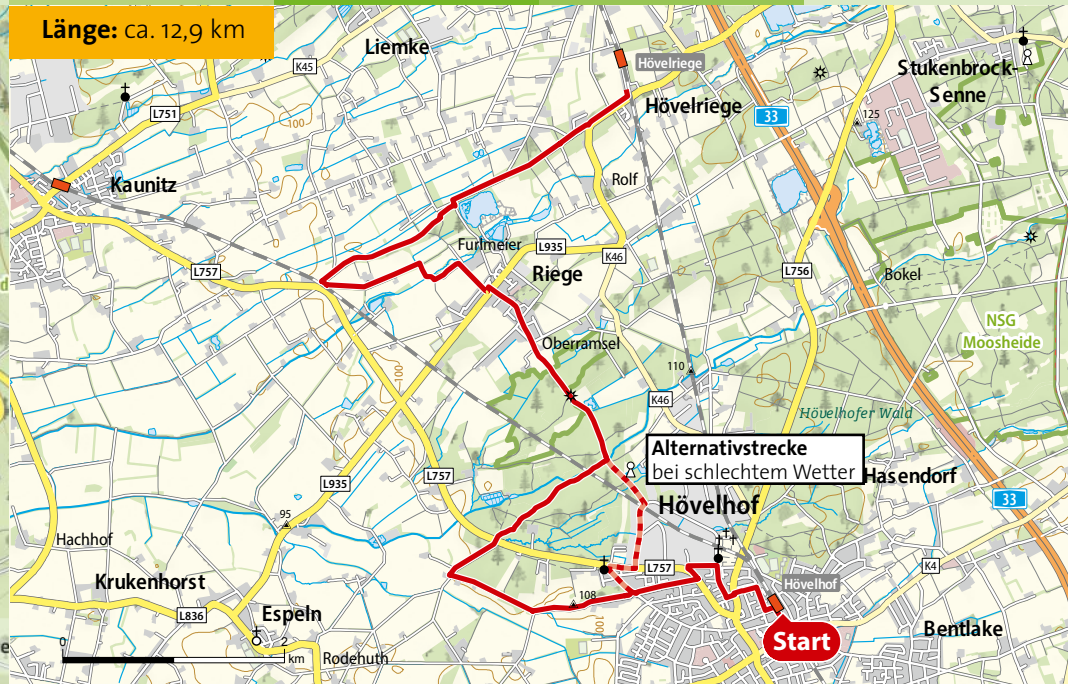 Länge: ca. 12,9 km
Liemke
K45
Hövelriege
Hövelriege
Stukenbrock-
Senne
L751
100
33
125
Kaunitz
Rolf
Furlmeier
L935
K46
L757
Riege
L756
Bokel
NSG
Moosheide
Oberramsel
100
110
K46
Hövelhofer Wald
Alternativstrecke
bei schlechtem Wetter
Hasendorf
L757
L935
Hövelhof
33
95
Hachhof
Krukenhorst
L757
Hövelhof
K4
L836
Espeln
108
100
Bentlake
Start
0
2
km
Rodehuth